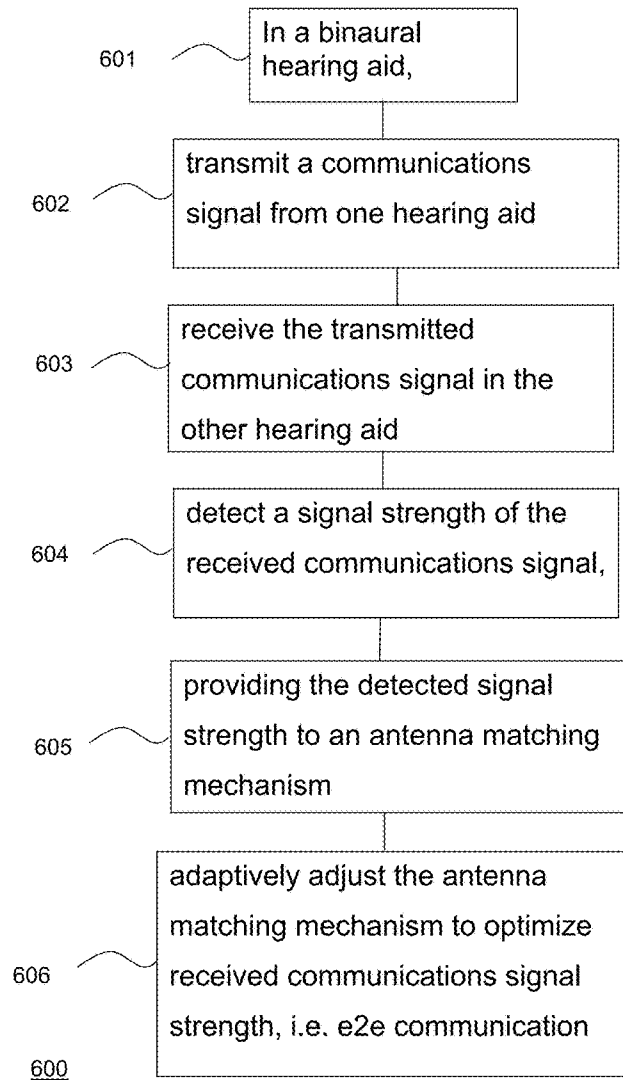 601
In a binaural
hearing aid,
602
transmit a communications
signal from one hearing aid
603
receive the transmitted
communications signal in the
other hearing aid
604
detect a signal strength of the
received communications signal,
605
providing the detected signal
strength to an antenna matching
mechanism
606
adaptively adjust the antenna
matching mechanism to optimize
received communications signal
strength, i.e. e2e communication
600